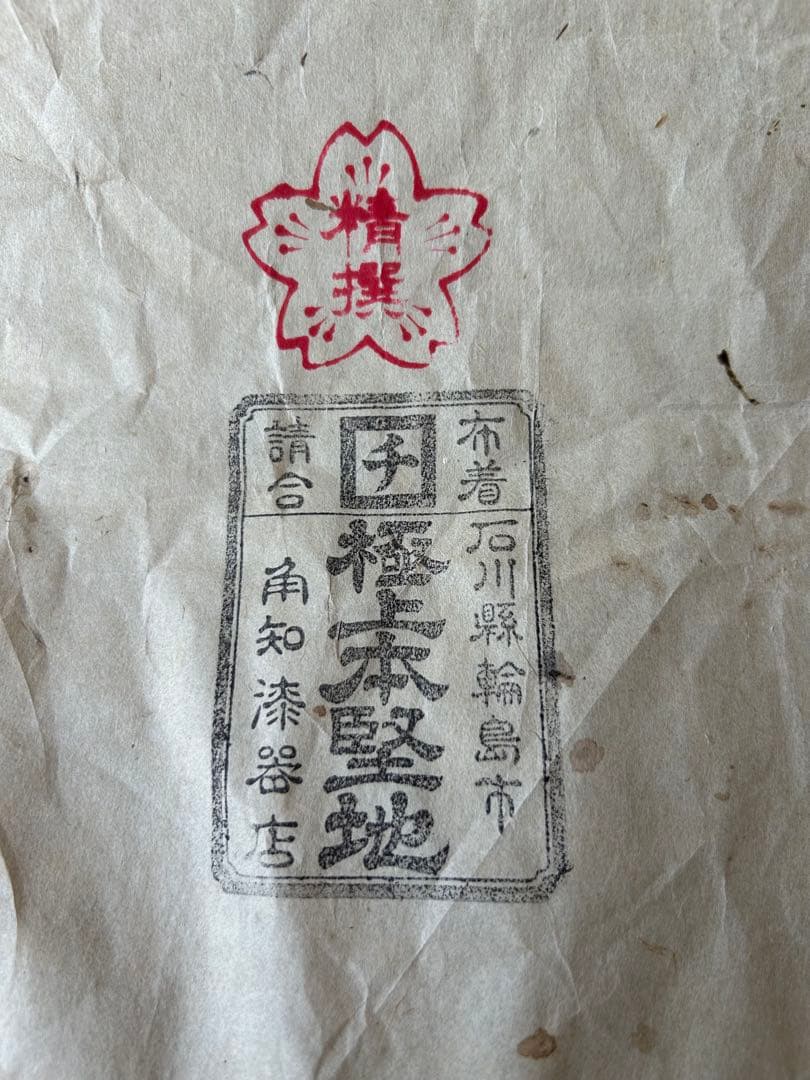 精
撰
布着
チ
請合
石川縣輪島市
極上本堅地
角知漆器店